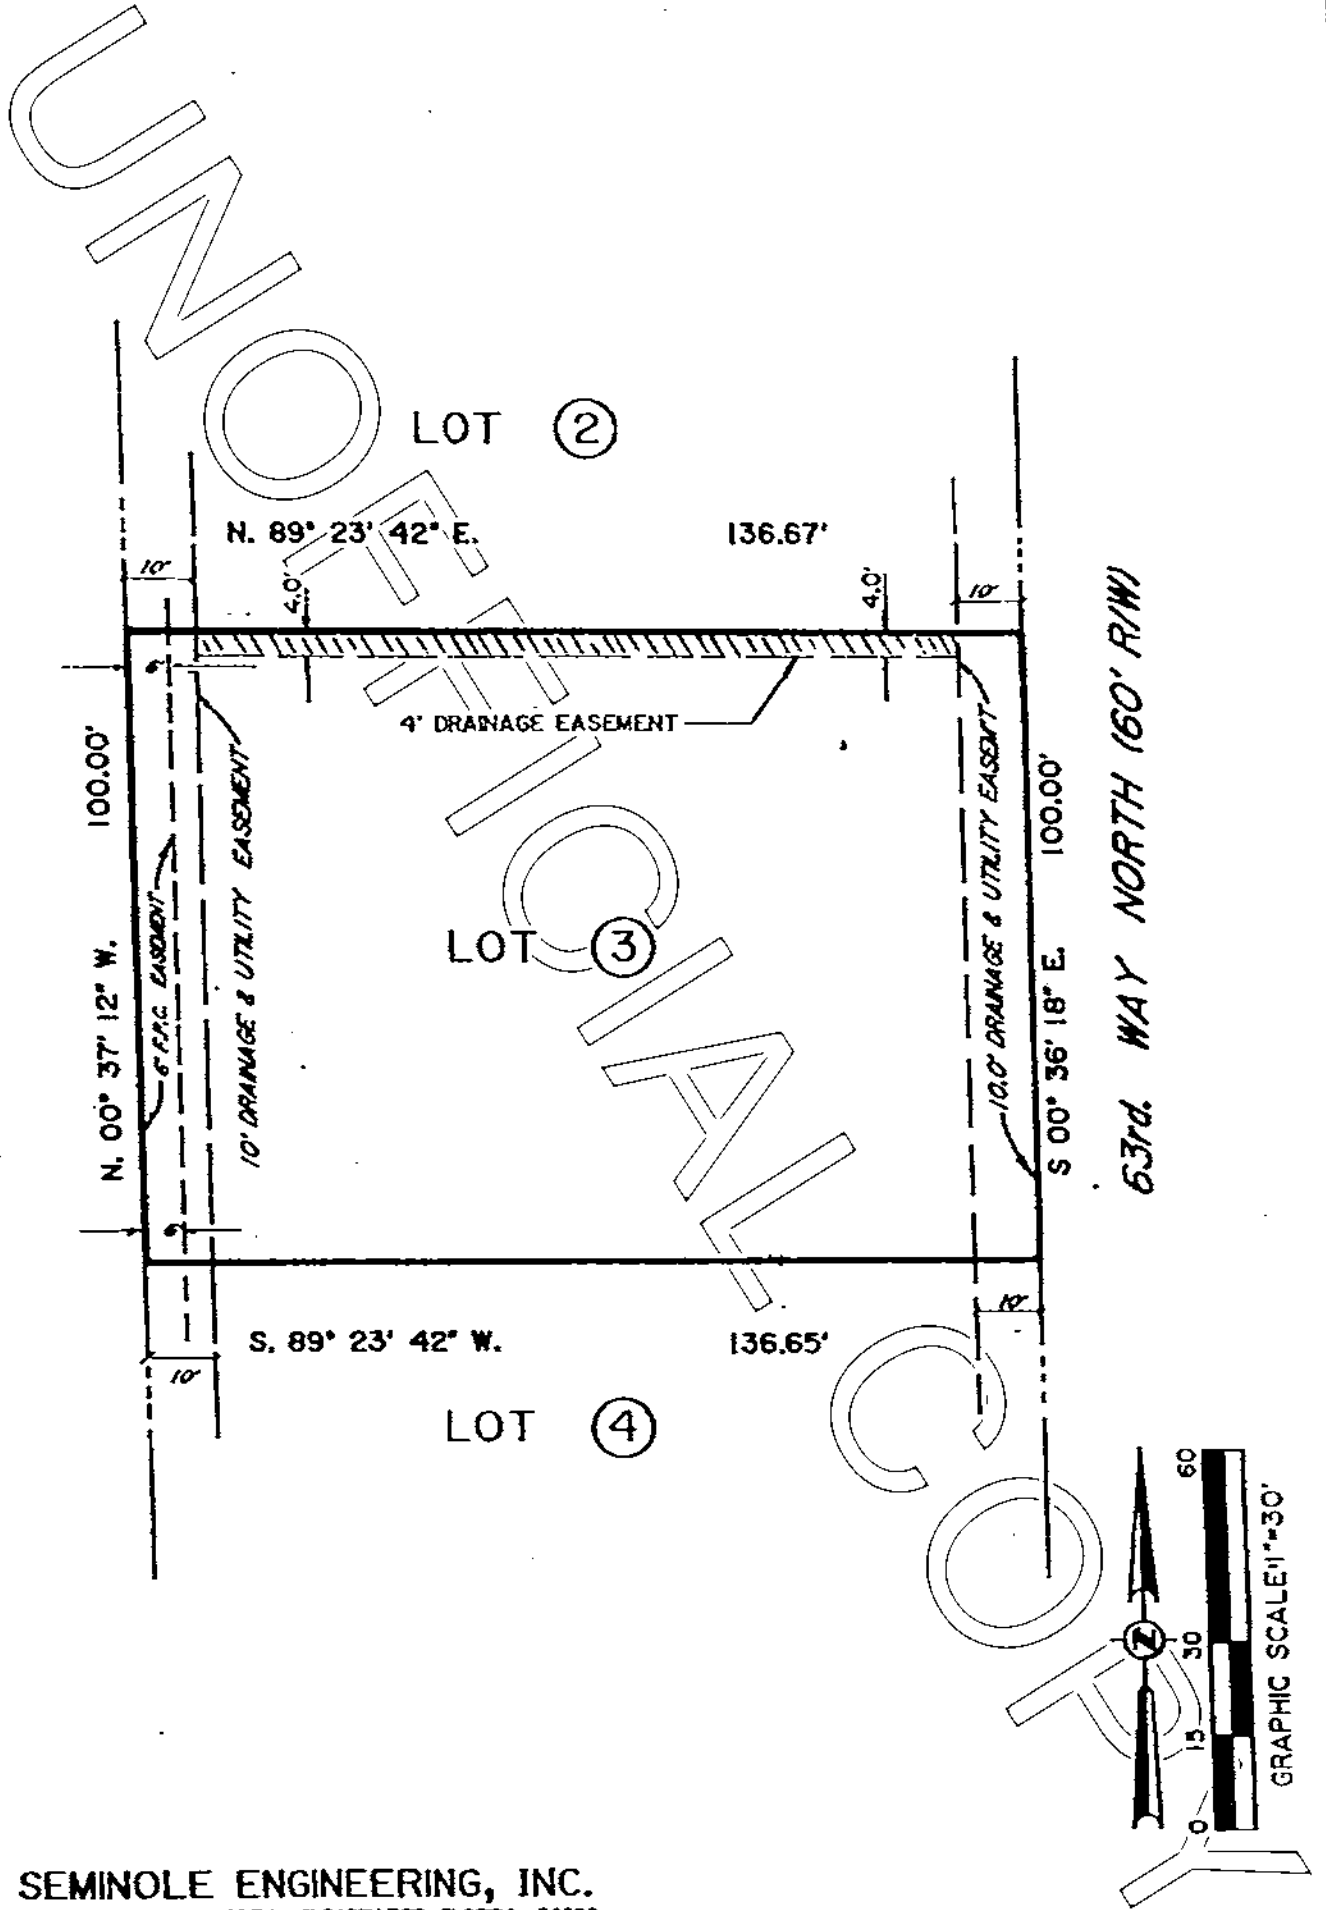 UNOFFICIAL COPY
LOT 2
N. 89° 23' 42" E.
136.67'
10'
4.0'
4.0'
10'
6'
4' DRAINAGE EASEMENT
100.00'
N. 00° 37' 12" W.
6' F.P.C. EASEMENT
10' DRAINAGE & UTILITY EASEMENT
LOT 3
10.0' DRAINAGE & UTILITY EASEM'T
100.00'
S 00° 36' 18" E.
63rd. WAY NORTH (60' R/W)
6'
S. 89° 23' 42" W.
136.65'
10'
10'
LOT 4
N
0 15 30 60
GRAPHIC SCALE:1"=30'
SEMINOLE ENGINEERING, INC.